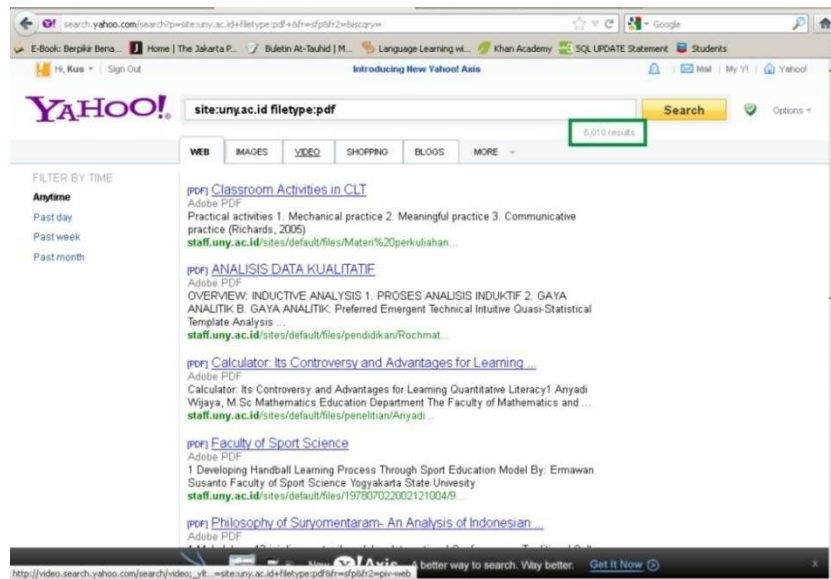 search.yahoo.com/search?p=site:uny.ac.id+filetype:pdf+&fr=sfp&fr2=&iscqry=
Google
E-Book: Berpikir Bena... Home | The Jakarta P... Buletin At-Tauhid | M... Language Learning wi... Khan Academy SQL UPDATE Statement Students
Hi, Kus Sign Out Introducing New Yahoo! Axis Mail My Y! Yahoo!
YAHOO! site:uny.ac.id filetype:pdf Search Options
6,010 results
WEB IMAGES VIDEO SHOPPING BLOGS MORE
FILTER BY TIME
Anytime
Past day
Past week
Past month
[PDF] Classroom Activities in CLT
Adobe PDF
Practical activities 1. Mechanical practice 2. Meaningful practice 3. Communicative
practice (Richards, 2005)
staff.uny.ac.id/sites/default/files/Materi%20perkuliahan...
[PDF] ANALISIS DATA KUALITATIF
Adobe PDF
OVERVIEW: INDUCTIVE ANALYSIS 1. PROSES ANALISIS INDUKTIF 2. GAYA
ANALITIK B. GAYA ANALITIK: Preferred Emergent Technical Intuitive Quasi-Statistical
Template Analysis ...
staff.uny.ac.id/sites/default/files/pendidikan/Rochmat...
[PDF] Calculator: Its Controversy and Advantages for Learning ...
Adobe PDF
Calculator: Its Controversy and Advantages for Learning Quantitative Literacy1 Ariyadi
Wijaya, M.Sc Mathematics Education Department The Faculty of Mathematics and ...
staff.uny.ac.id/sites/default/files/penelitian/Ariyadi...
[PDF] Faculty of Sport Science
Adobe PDF
1 Developing Handball Learning Process Through Sport Education Model By: Ermawan
Susanto Faculty of Sport Science Yogyakarta State Univesity
staff.uny.ac.id/sites/default/files/197807022002121004/9...
[PDF] Philosophy of Suryomentaram- An Analysis of Indonesian ...
Adobe PDF
New Y! Axis A better way to search. Way better. Get It Now
http://video.search.yahoo.com/search/video;_ylt...=site:uny.ac.id+filetype:pdf&fr=sfp&fr2=piv-web